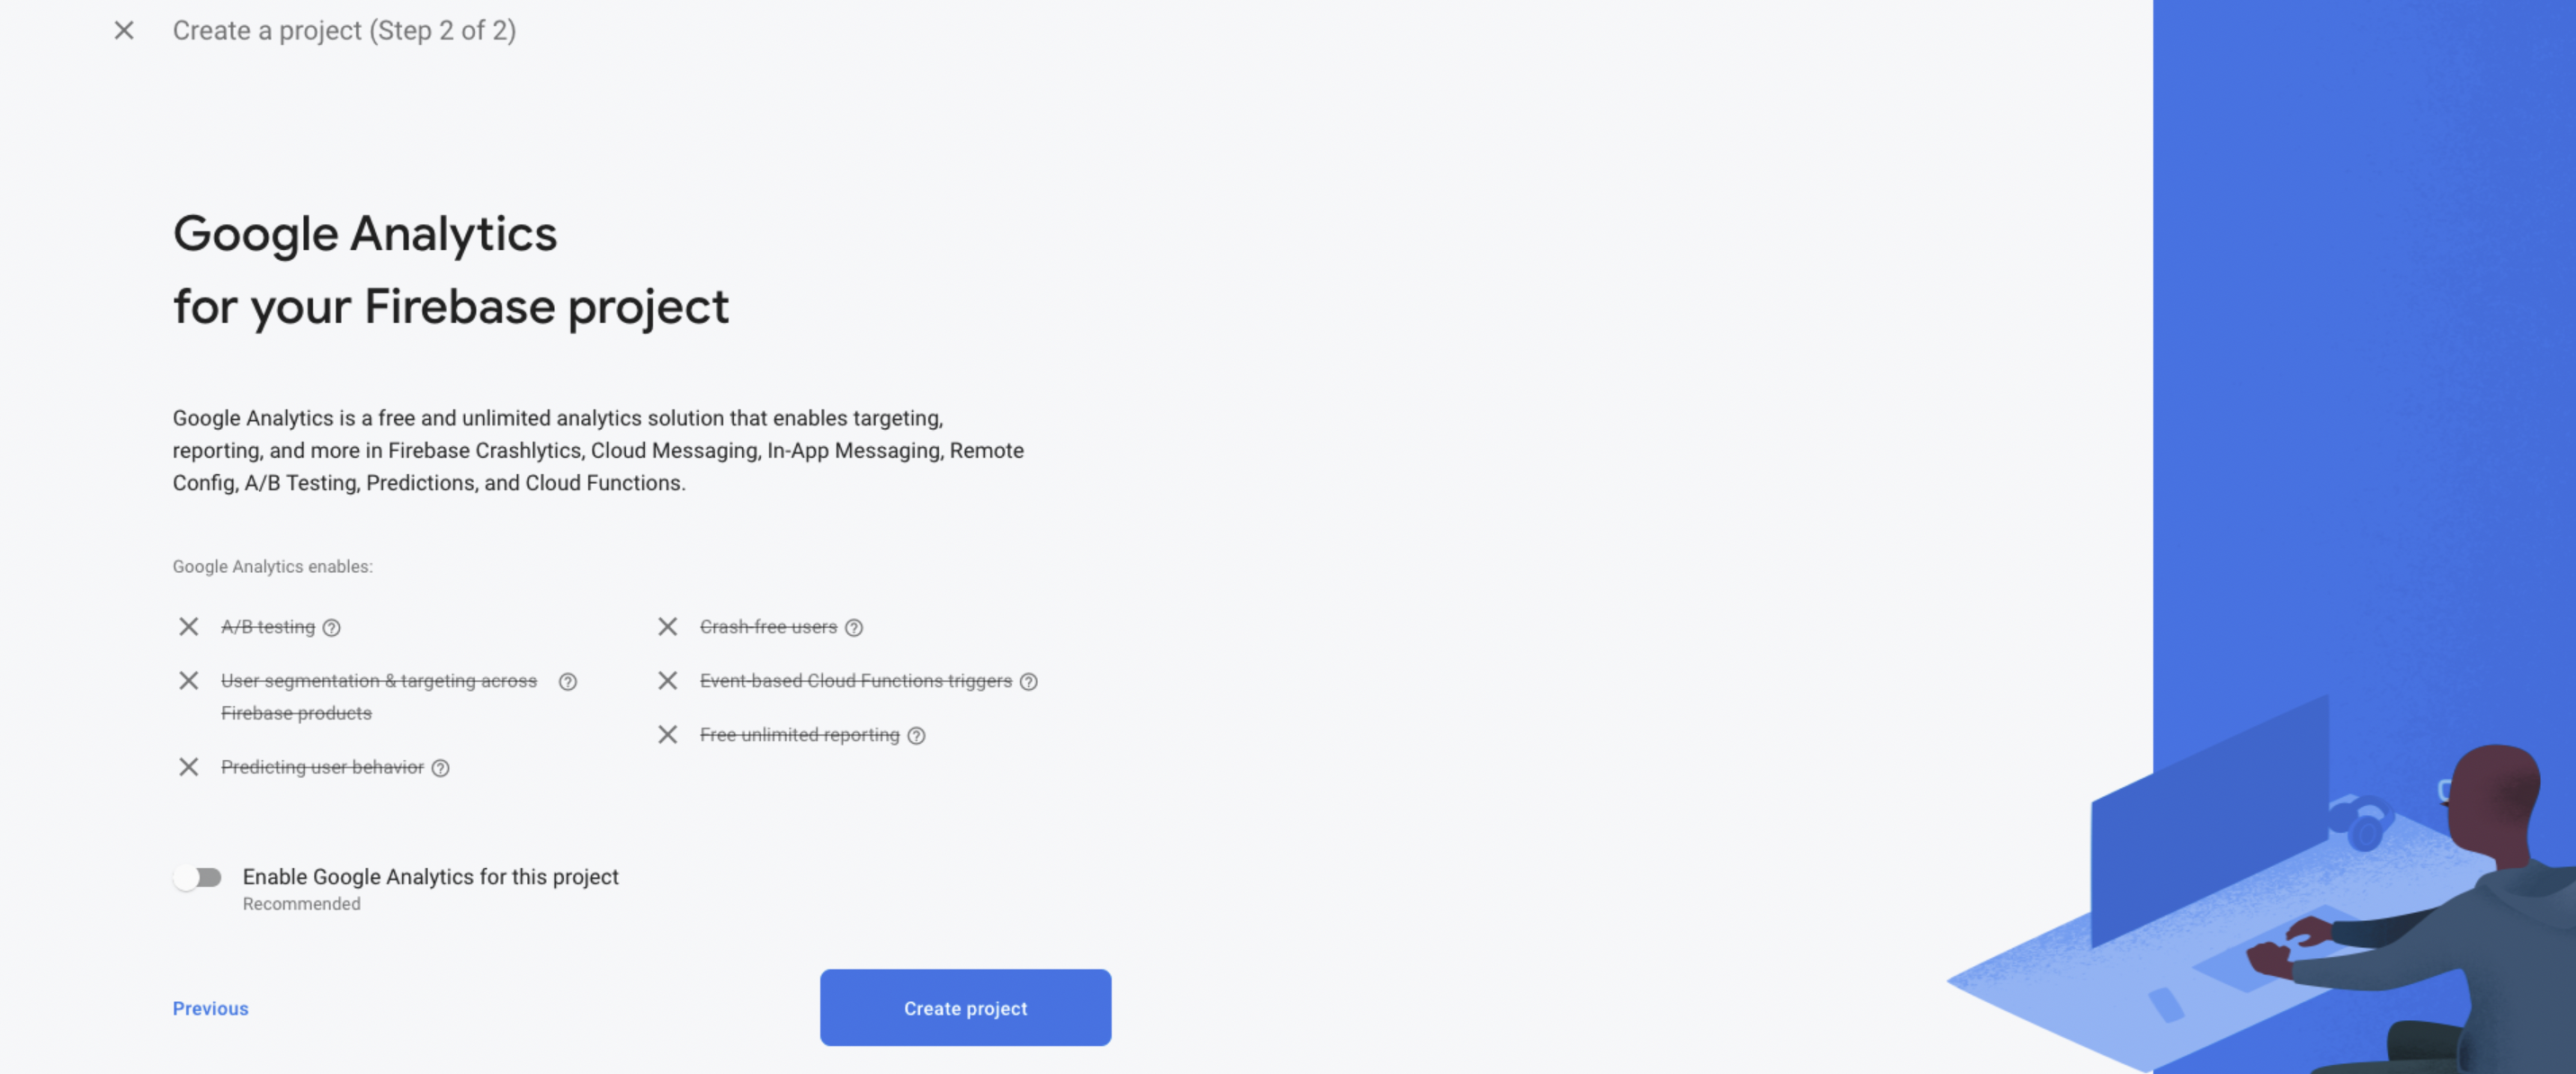 Create a project (Step 2 of 2)
Google Analytics
for your Firebase project
Google Analytics is a free and unlimited analytics solution that enables targeting,
reporting, and more in Firebase Crashlytics, Cloud Messaging, In-App Messaging, Remote
Config, A/B Testing, Predictions, and Cloud Functions.
Google Analytics enables:
A/B testing
User segmentation & targeting across
Firebase products
Predicting user behavior
Crash-free users
Event-based Cloud Functions triggers
Free unlimited reporting
Enable Google Analytics for this project
Recommended
Previous
Create project